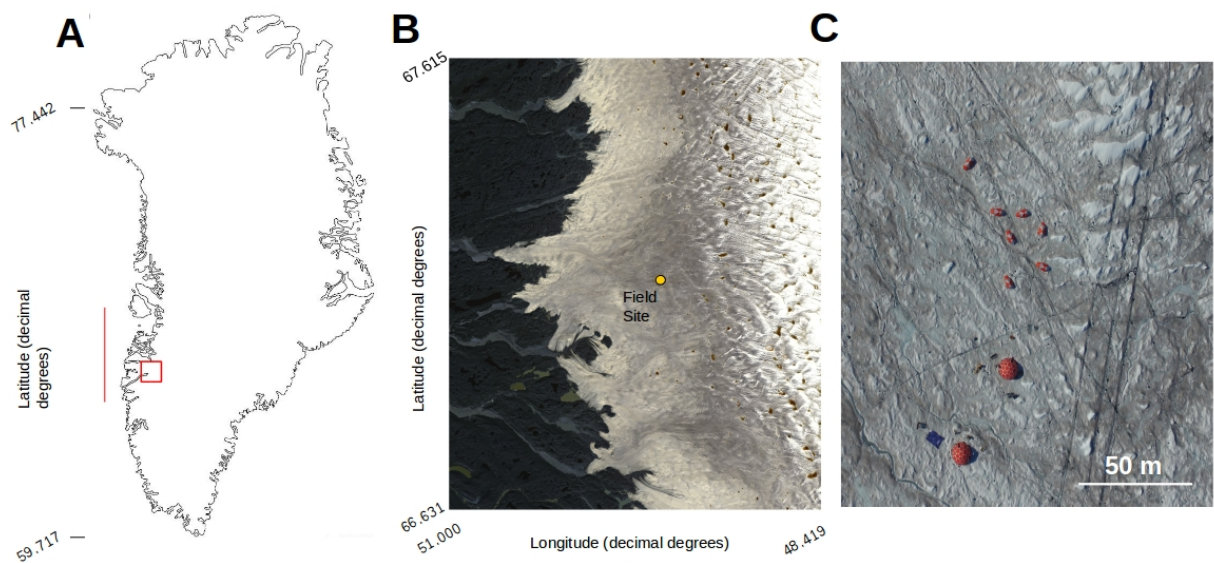 A
B
C
77.442
Latitude (decimal
degrees)
59.717
67.615
Latitude (decimal degrees)
Field
Site
66.631
51.000
Longitude (decimal degrees)
48.419
50 m